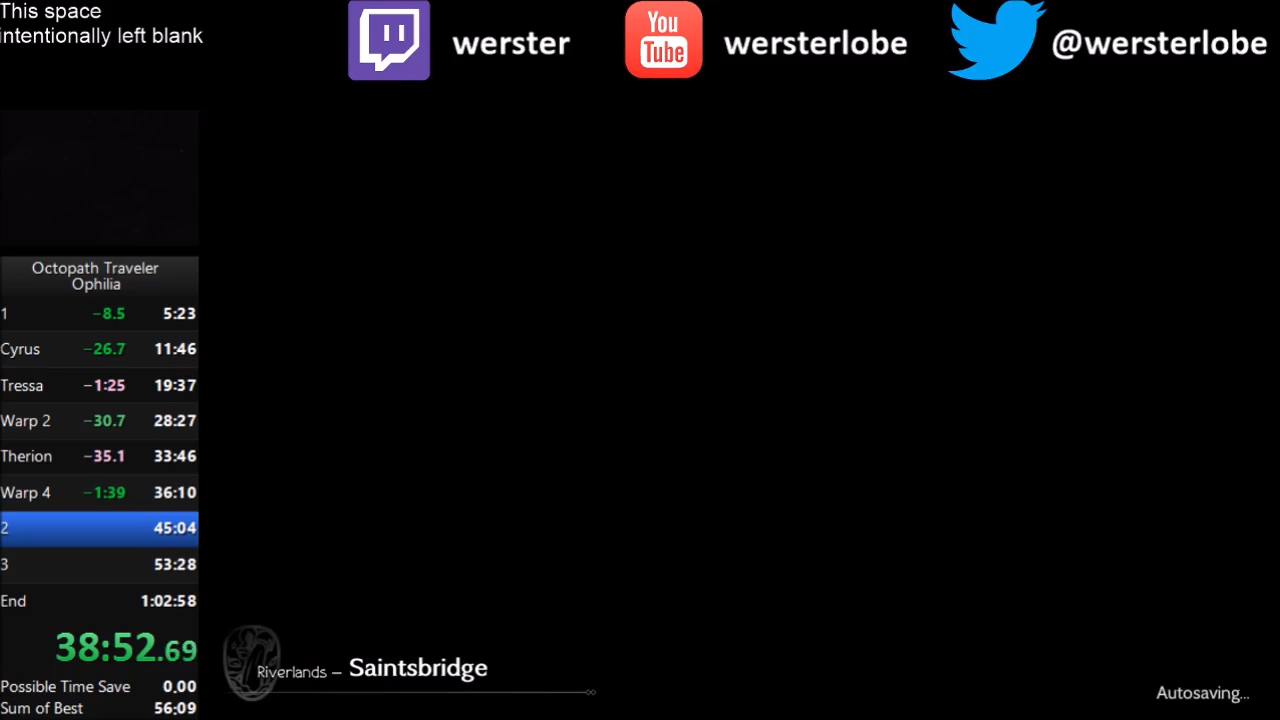 This space
intentionally left blank
werster
You
Tube
wersterlobe
@wersterlobe
Octopath Traveler
Ophilia
1 −8.5 5:23
Cyrus −26.7 11:46
Tressa −1:25 19:37
Warp 2 −30.7 28:27
Therion −35.1 33:46
Warp 4 −1:39 36:10
2 45:04
3 53:28
End 1:02:58
38:52.69
Possible Time Save 0.00
Sum of Best 56:09
Riverlands – Saintsbridge
Autosaving...